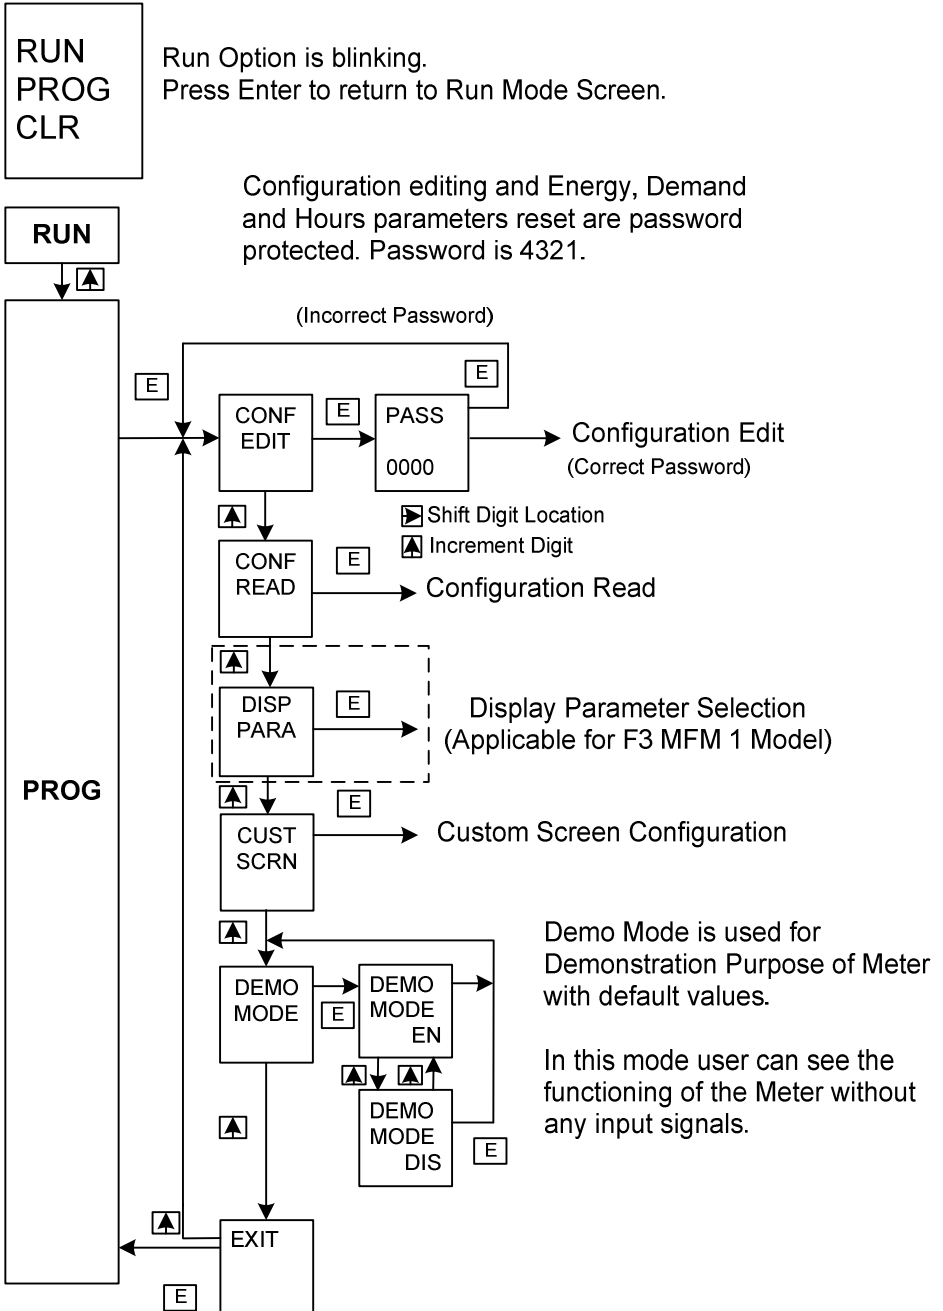 RUN
PROG
CLR
Run Option is blinking.
Press Enter to return to Run Mode Screen.
Configuration editing and Energy, Demand
and Hours parameters reset are password
protected. Password is 4321.
RUN
(Incorrect Password)
E
E
E
CONF
EDIT
PASS
0000
Configuration Edit
(Correct Password)
Shift Digit Location
Increment Digit
CONF
READ
E
Configuration Read
DISP
PARA
E
Display Parameter Selection
(Applicable for F3 MFM 1 Model)
PROG
E
CUST
SCRN
Custom Screen Configuration
DEMO
MODE
E
DEMO
MODE
EN
DEMO
MODE
DIS
E
Demo Mode is used for
Demonstration Purpose of Meter
with default values.
In this mode user can see the
functioning of the Meter without
any input signals.
EXIT
E